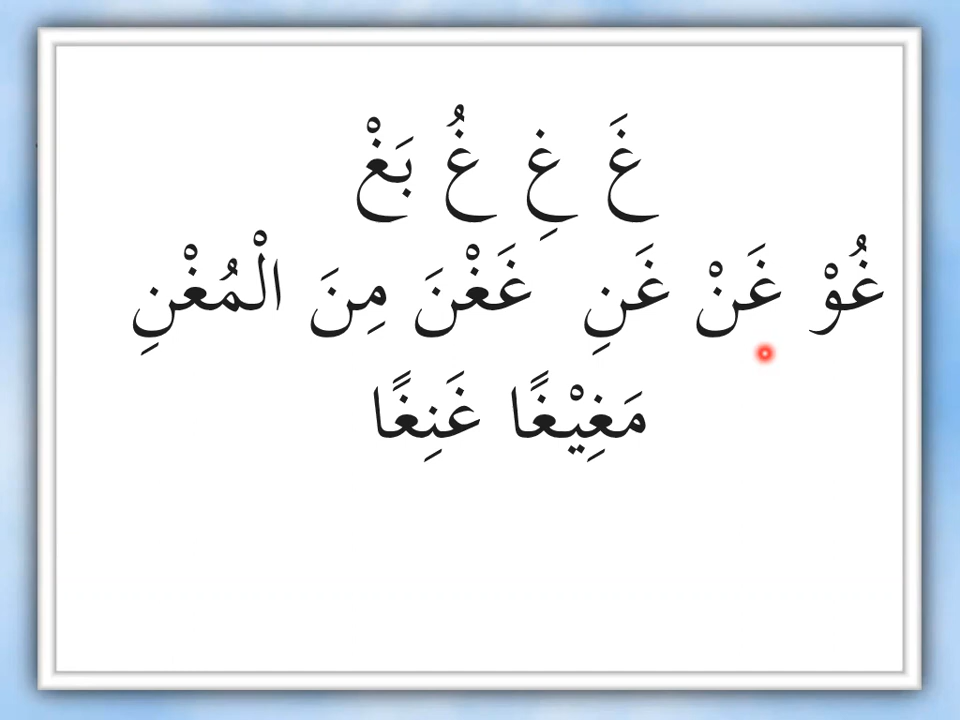 غَ غِ غُ بَغْ
غُوْ غَنْ غَنِ غَغْنَ مِنَ الْمُغْنِ
مَغِيْغًا غَنِغًا